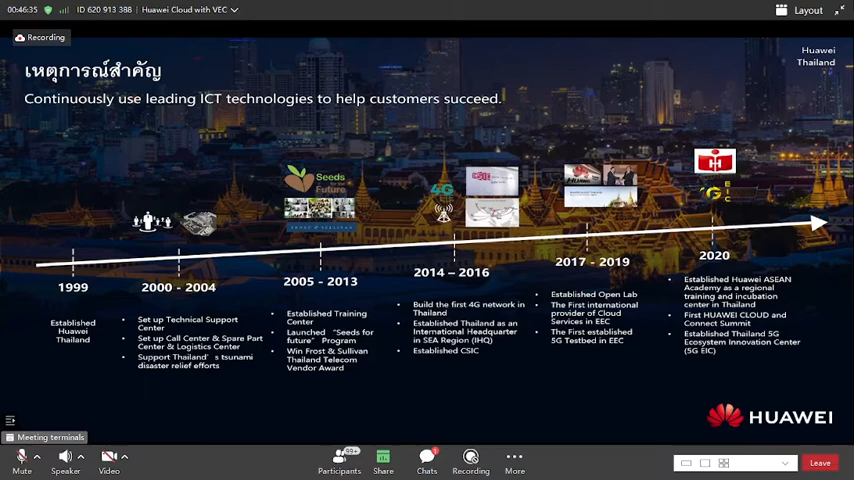 00:46:35 ID 620 913 388 Huawei Cloud with VEC
Layout
Recording
Huawei
Thailand
เหตุการณ์สำคัญ
Continuously use leading ICT technologies to help customers succeed.
Seeds
for the
Future
FROST & SULLIVAN
4G
CSIC
1999
Established
Huawei
Thailand
2000 - 2004
• Set up Technical Support
Center
• Set up Call Center & Spare Part
Center & Logistics Center
• Support Thailand's tsunami
disaster relief efforts
2005 - 2013
• Established Training
Center
• Launched “Seeds for
future” Program
• Win Frost & Sullivan
Thailand Telecom
Vendor Award
2014 – 2016
• Build the first 4G network in
Thailand
• Established Thailand as an
International Headquarter
in SEA Region (IHQ)
• Established CSIC
2017 - 2019
• Established Open Lab
• The First international
provider of Cloud
Services in EEC
• The First established
5G Testbed in EEC
2020
• Established Huawei ASEAN
Academy as a regional
training and incubation
center in Thailand
• First HUAWEI CLOUD and
Connect Summit
• Established Thailand 5G
Ecosystem Innovation Center
(5G EIC)
HUAWEI
Meeting terminals
Mute
Speaker
Video
99+
Participants
Share
1
Chats
Recording
More
Leave